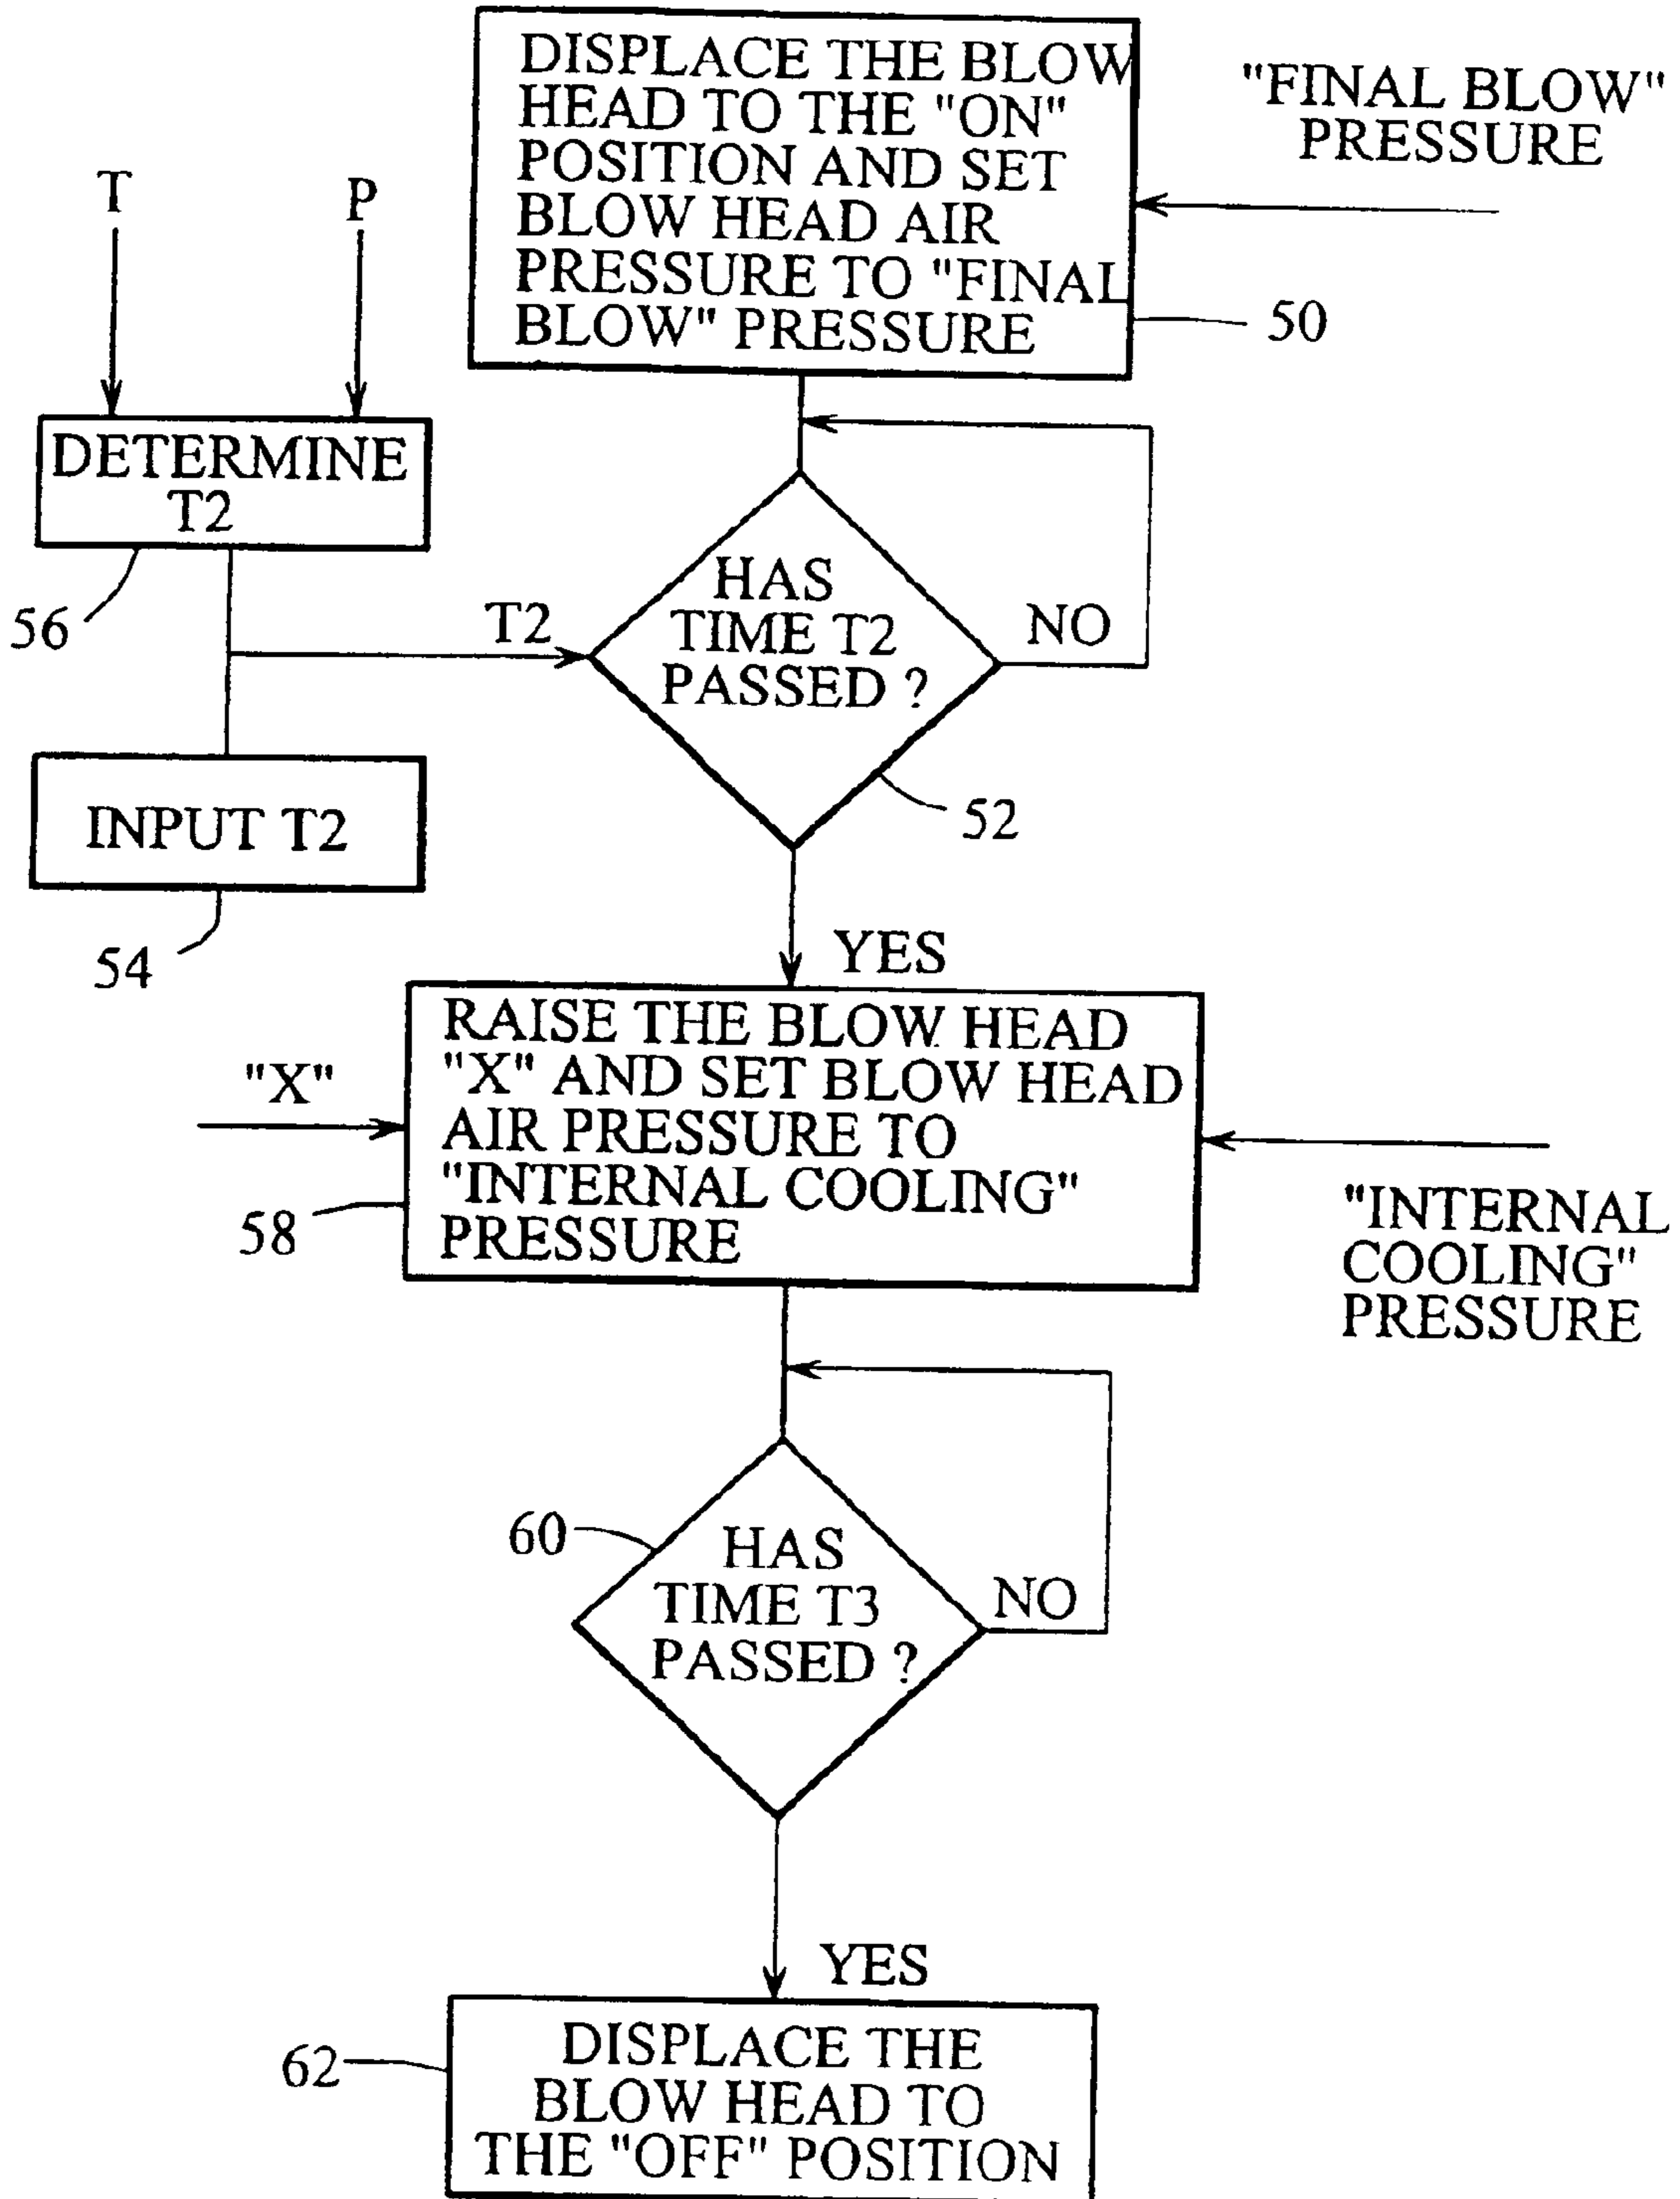 DISPLACE THE BLOW
HEAD TO THE "ON"
POSITION AND SET
BLOW HEAD AIR
PRESSURE TO "FINAL
BLOW" PRESSURE
"FINAL BLOW"
PRESSURE
50
T
P
DETERMINE
T2
56
T2
HAS
TIME T2
PASSED ?
NO
52
INPUT T2
54
YES
RAISE THE BLOW HEAD
"X" AND SET BLOW HEAD
AIR PRESSURE TO
"INTERNAL COOLING"
PRESSURE
"X"
58
"INTERNAL
COOLING"
PRESSURE
60
HAS
TIME T3
PASSED ?
NO
YES
62
DISPLACE THE
BLOW HEAD TO
THE "OFF" POSITION